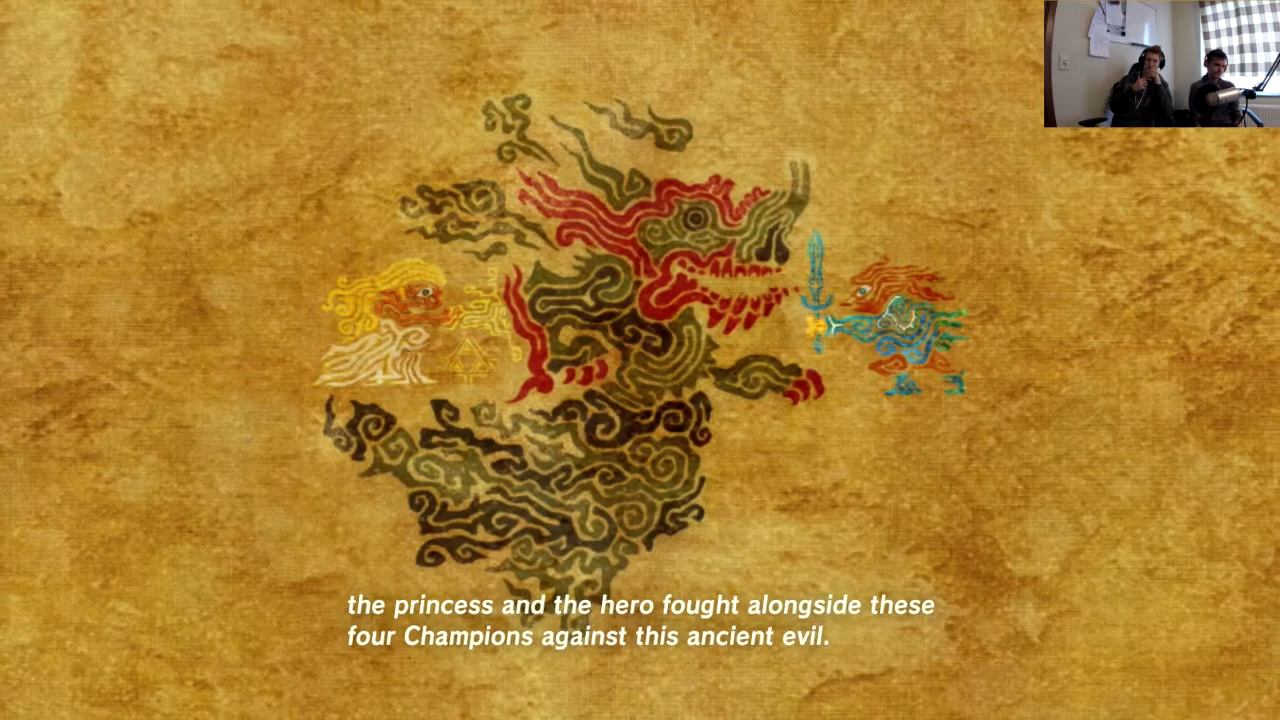 the princess and the hero fought alongside these
four Champions against this ancient evil.